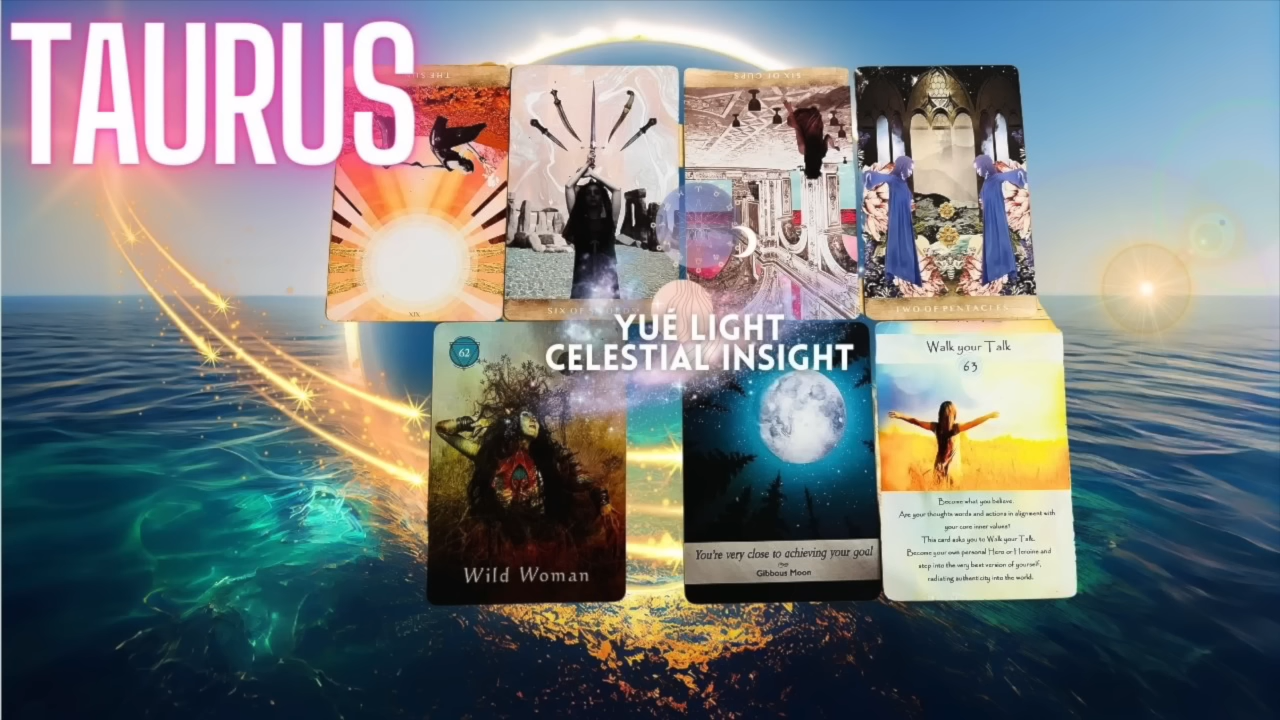 TAURUS
THE SU
SIX OF
SIX OF CUPS
TWO OF PENTACLES
XIX
YUÉ LIGHT
CELESTIAL INSIGHT
62
Wild Woman
You're very close to achieving your goal
Gibbous Moon
Walk your Talk
63
Become what you believe.
Are your thoughts words and actions in alignment with
your core inner values?
This card asks you to Walk your Talk.
Become your own personal Hero or Heroine and
step into the very best version of yourself,
radiating authenticity into the world.